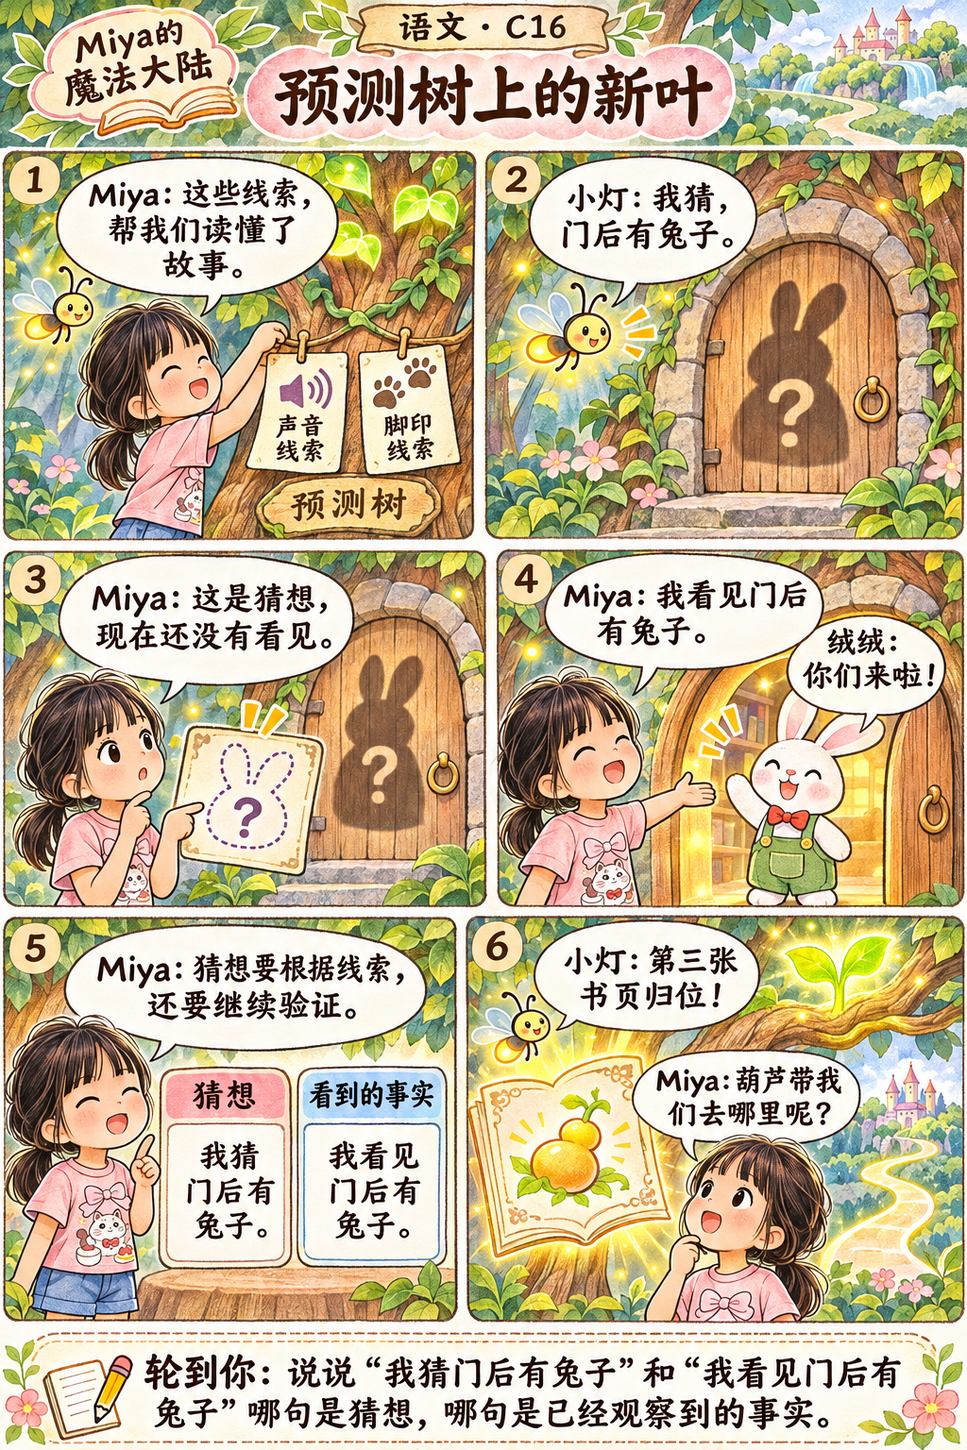 Miya的
魔法大陆
语文·C16
预测树上的新叶
1
Miya：这些线索，
帮我们读懂了
故事。
声音
线索
脚印
线索
预测树
2
小灯：我猜，
门后有兔子。
?
3
Miya：这是猜想，
现在还没有看见。
?
?
4
Miya：我看见门后
有兔子。
绒绒：
你们来啦！
5
Miya：猜想要根据线索，
还要继续验证。
猜想
我猜
门后有
兔子。
看到的事实
我看见
门后有
兔子。
6
小灯：第三张
书页归位！
Miya：葫芦带我
们去哪里呢？
轮到你：说说“我猜门后有兔子”和“我看见门后有
兔子”哪句是猜想，哪句是已经观察到的事实。